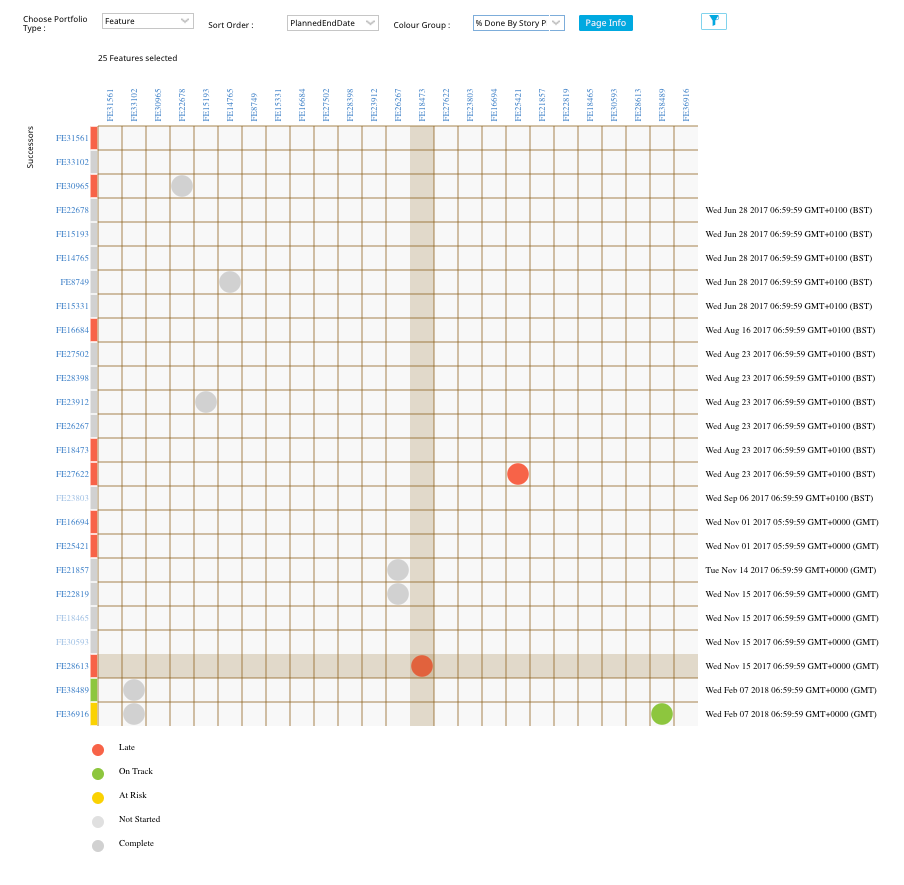 Choose Portfolio Type :
Feature
Sort Order :
PlannedEndDate
Colour Group :
% Done By Story P
Page Info
25 Features selected
FE31561
FE33102
FE30965
FE22678
FE15193
FE14765
FE8749
FE15331
FE16684
FE27502
FE28398
FE23912
FE26267
FE18473
FE27622
FE23803
FE16694
FE25421
FE21857
FE22819
FE18465
FE30593
FE28613
FE38489
FE36916
Successors
FE31561
FE33102
FE30965
FE22678 Wed Jun 28 2017 06:59:59 GMT+0100 (BST)
FE15193 Wed Jun 28 2017 06:59:59 GMT+0100 (BST)
FE14765 Wed Jun 28 2017 06:59:59 GMT+0100 (BST)
FE8749 Wed Jun 28 2017 06:59:59 GMT+0100 (BST)
FE15331 Wed Jun 28 2017 06:59:59 GMT+0100 (BST)
FE16684 Wed Aug 16 2017 06:59:59 GMT+0100 (BST)
FE27502 Wed Aug 23 2017 06:59:59 GMT+0100 (BST)
FE28398 Wed Aug 23 2017 06:59:59 GMT+0100 (BST)
FE23912 Wed Aug 23 2017 06:59:59 GMT+0100 (BST)
FE26267 Wed Aug 23 2017 06:59:59 GMT+0100 (BST)
FE18473 Wed Aug 23 2017 06:59:59 GMT+0100 (BST)
FE27622 Wed Aug 23 2017 06:59:59 GMT+0100 (BST)
FE23803 Wed Sep 06 2017 06:59:59 GMT+0100 (BST)
FE16694 Wed Nov 01 2017 05:59:59 GMT+0000 (GMT)
FE25421 Wed Nov 01 2017 05:59:59 GMT+0000 (GMT)
FE21857 Tue Nov 14 2017 06:59:59 GMT+0000 (GMT)
FE22819 Wed Nov 15 2017 06:59:59 GMT+0000 (GMT)
FE18465 Wed Nov 15 2017 06:59:59 GMT+0000 (GMT)
FE30593 Wed Nov 15 2017 06:59:59 GMT+0000 (GMT)
FE28613 Wed Nov 15 2017 06:59:59 GMT+0000 (GMT)
FE38489 Wed Feb 07 2018 06:59:59 GMT+0000 (GMT)
FE36916 Wed Feb 07 2018 06:59:59 GMT+0000 (GMT)
Late
On Track
At Risk
Not Started
Complete